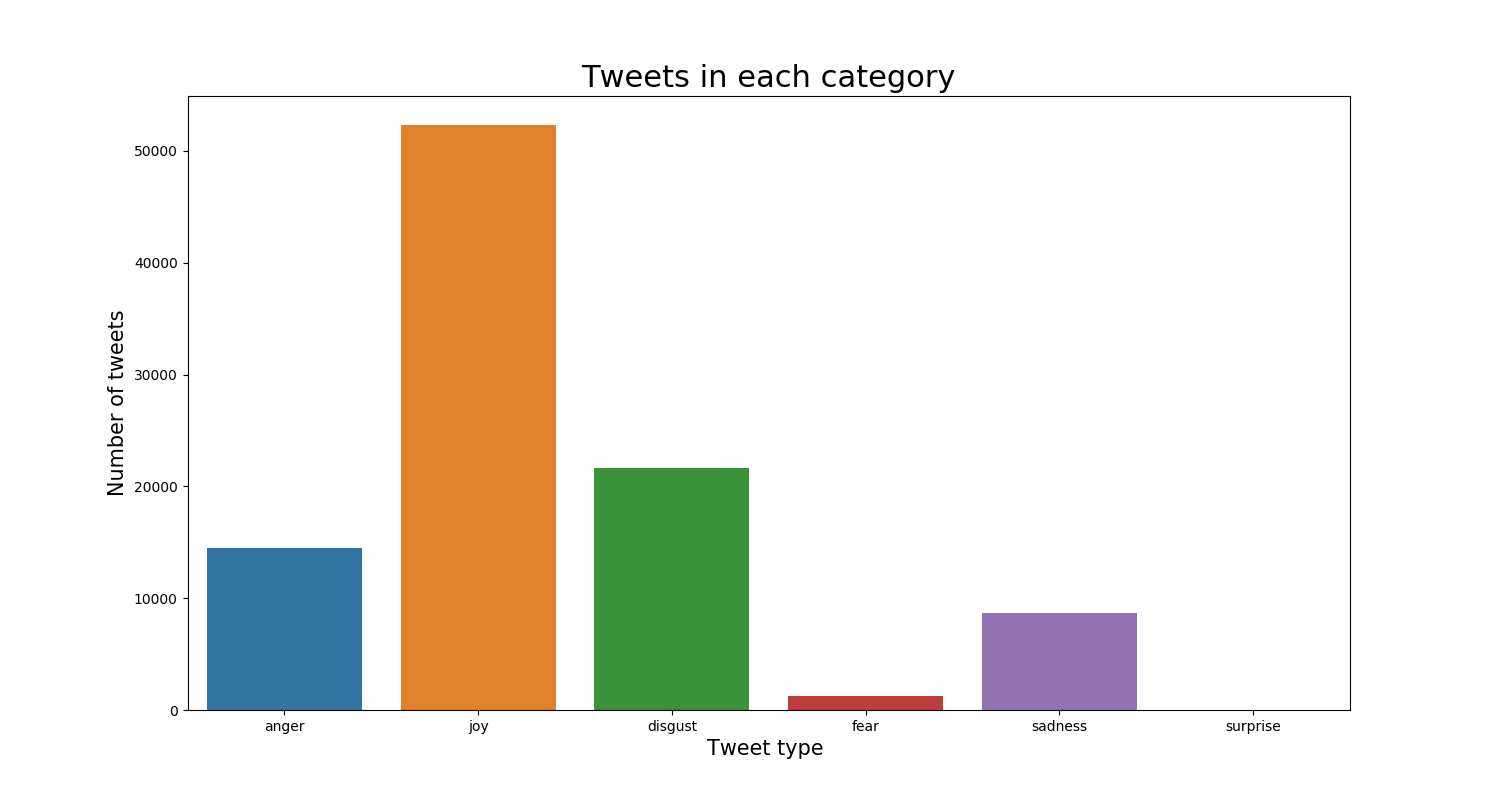 Tweets in each category
50000
40000
30000
20000
10000
0
Number of tweets
anger joy disgust fear sadness surprise
Tweet type